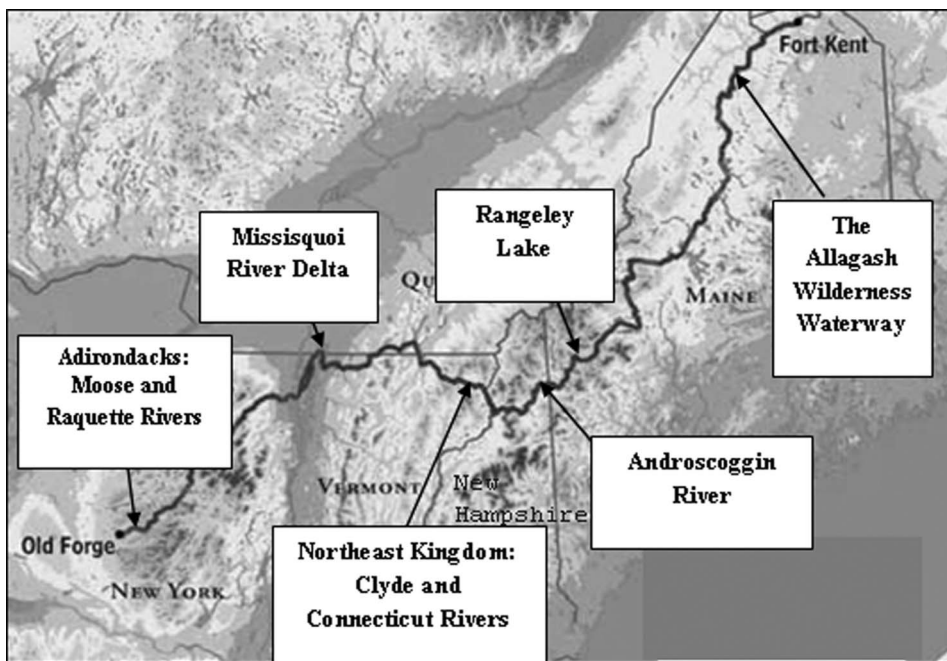 Fort Kent
Rangeley
Lake
The
Allagash
Wilderness
Waterway
Missisquoi
River Delta
MAINE
Adirondacks:
Moose and
Raquette Rivers
Androscoggin
River
VERMONT
New
Hampshire
Old Forge
Northeast Kingdom:
Clyde and
Connecticut Rivers
NEW YORK